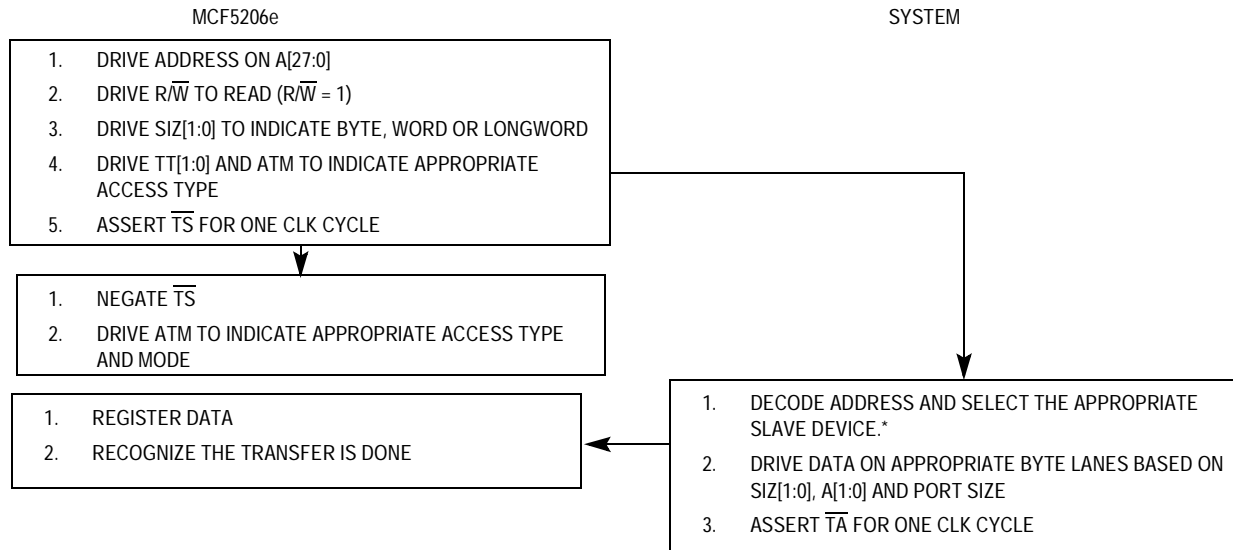 MCF5206e
SYSTEM
1. DRIVE ADDRESS ON A[27:0]
2. DRIVE R/W̅ TO READ (R/W̅ = 1)
3. DRIVE SIZ[1:0] TO INDICATE BYTE, WORD OR LONGWORD
4. DRIVE TT[1:0] AND ATM TO INDICATE APPROPRIATE
ACCESS TYPE
5. ASSERT T̅S̅ FOR ONE CLK CYCLE
1. NEGATE T̅S̅
2. DRIVE ATM TO INDICATE APPROPRIATE ACCESS TYPE
AND MODE
1. DECODE ADDRESS AND SELECT THE APPROPRIATE
SLAVE DEVICE.*
2. DRIVE DATA ON APPROPRIATE BYTE LANES BASED ON
SIZ[1:0], A[1:0] AND PORT SIZE
3. ASSERT T̅A̅ FOR ONE CLK CYCLE
1. REGISTER DATA
2. RECOGNIZE THE TRANSFER IS DONE